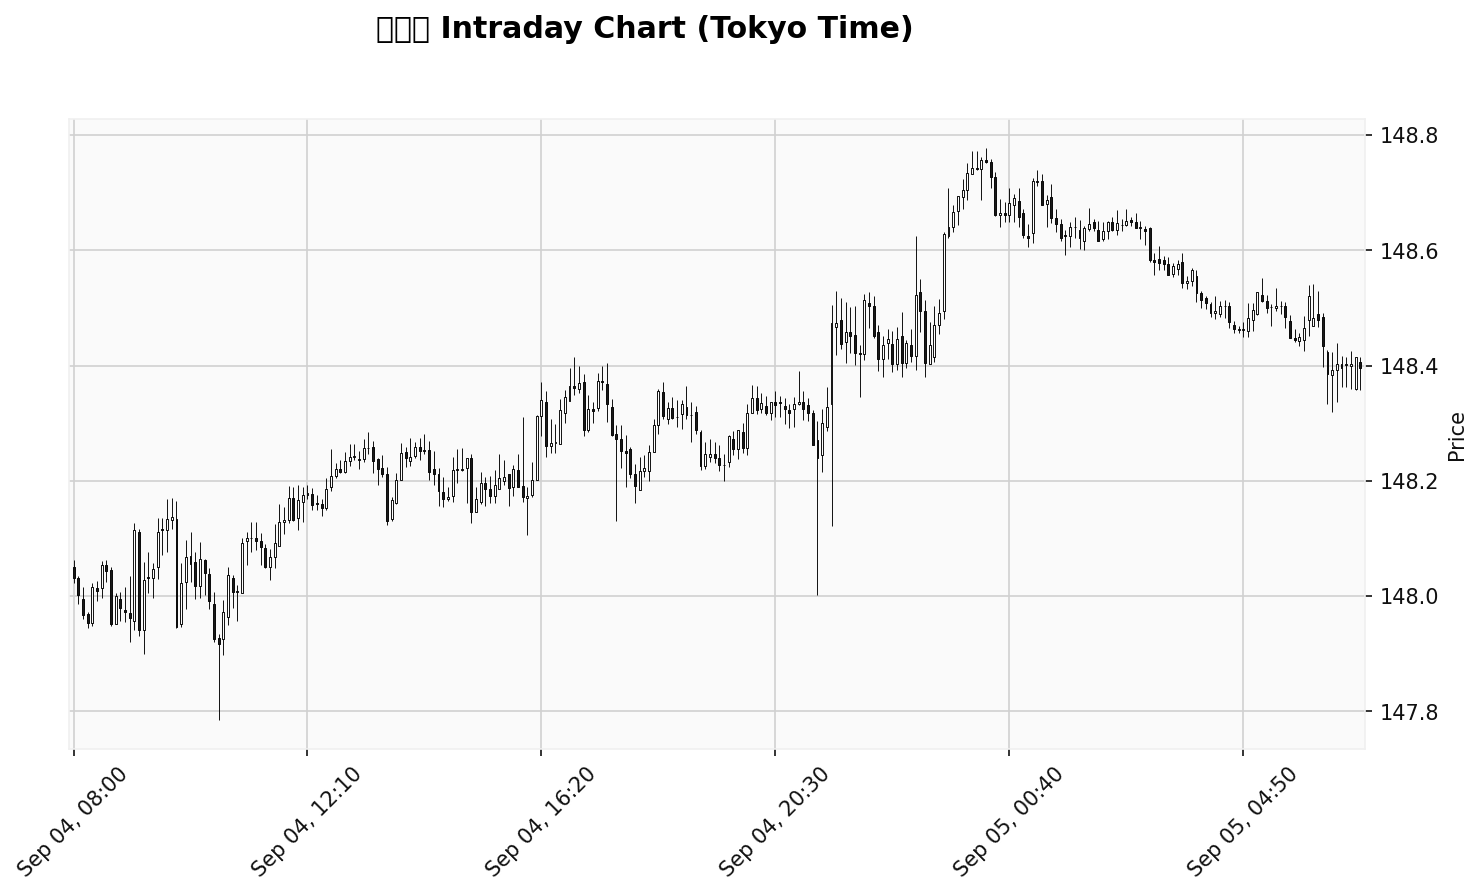 Intraday Chart (Tokyo Time)
148.8
148.6
148.4
148.2
148.0
147.8
Price
Sep 04, 08:00
Sep 04, 12:10
Sep 04, 16:20
Sep 04, 20:30
Sep 05, 00:40
Sep 05, 04:50